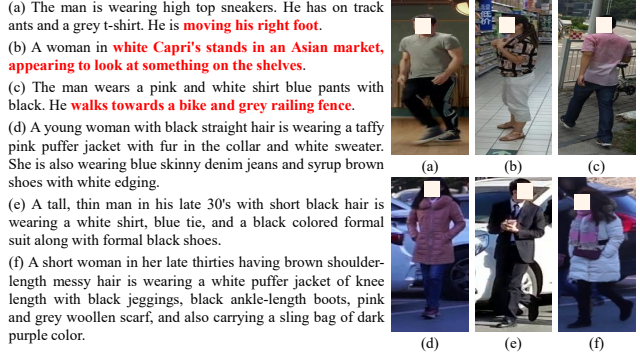 (a) The man is wearing high top sneakers. He has on track
ants and a grey t-shirt. He is moving his right foot.
(b) A woman in white Capri's stands in an Asian market,
appearing to look at something on the shelves.
(c) The man wears a pink and white shirt blue pants with
black. He walks towards a bike and grey railing fence.
(d) A young woman with black straight hair is wearing a taffy
pink puffer jacket with fur in the collar and white sweater.
She is also wearing blue skinny denim jeans and syrup brown
shoes with white edging.
(e) A tall, thin man in his late 30's with short black hair is
wearing a white shirt, blue tie, and a black colored formal
suit along with formal black shoes.
(f) A short woman in her late thirties having brown shoulder-
length messy hair is wearing a white puffer jacket of knee
length with black jeggings, black ankle-length boots, pink
and grey woollen scarf, and also carrying a sling bag of dark
purple color.
(a)
(b)
(c)
(d)
(e)
(f)